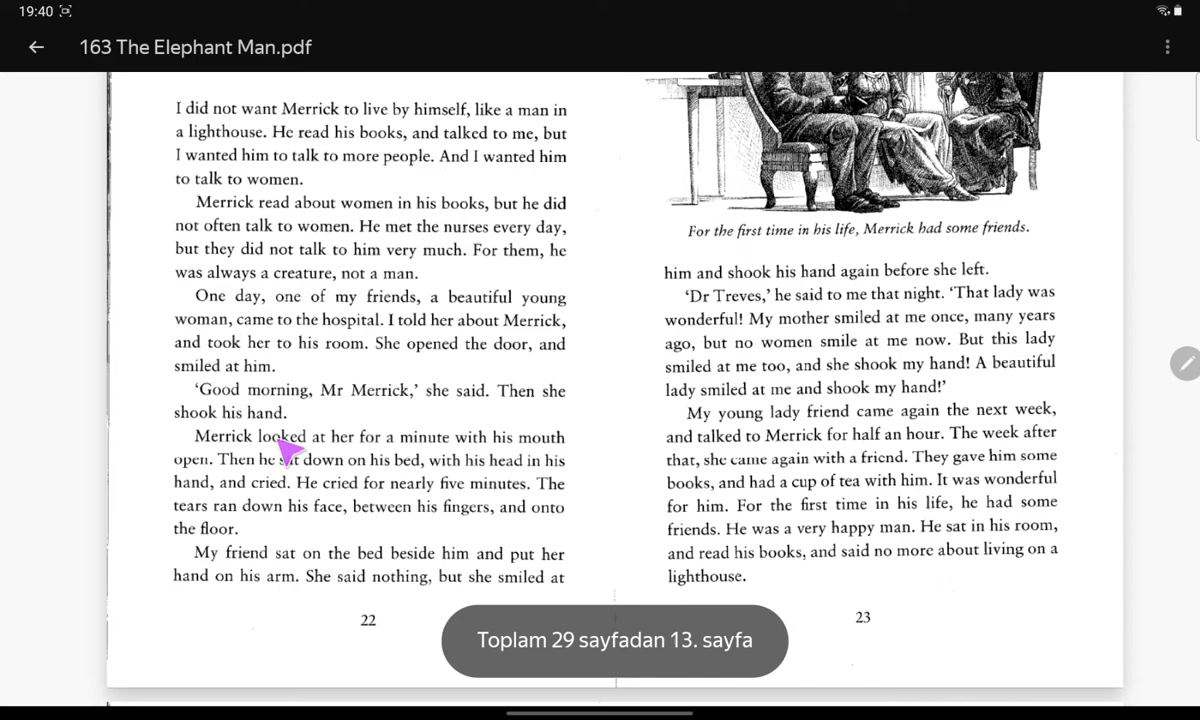 19:40
163 The Elephant Man.pdf
I did not want Merrick to live by himself, like a man in
a lighthouse. He read his books, and talked to me, but
I wanted him to talk to more people. And I wanted him
to talk to women.
Merrick read about women in his books, but he did
not often talk to women. He met the nurses every day,
but they did not talk to him very much. For them, he
was always a creature, not a man.
One day, one of my friends, a beautiful young
woman, came to the hospital. I told her about Merrick,
and took her to his room. She opened the door, and
smiled at him.
‘Good morning, Mr Merrick,’ she said. Then she
shook his hand.
Merrick looked at her for a minute with his mouth
open. Then he sat down on his bed, with his head in his
hand, and cried. He cried for nearly five minutes. The
tears ran down his face, between his fingers, and onto
the floor.
My friend sat on the bed beside him and put her
hand on his arm. She said nothing, but she smiled at
22
For the first time in his life, Merrick had some friends.
him and shook his hand again before she left.
‘Dr Treves,’ he said to me that night. ‘That lady was
wonderful! My mother smiled at me once, many years
ago, but no women smile at me now. But this lady
smiled at me too, and she shook my hand! A beautiful
lady smiled at me and shook my hand!’
My young lady friend came again the next week,
and talked to Merrick for half an hour. The week after
that, she came again with a friend. They gave him some
books, and had a cup of tea with him. It was wonderful
for him. For the first time in his life, he had some
friends. He was a very happy man. He sat in his room,
and read his books, and said no more about living on a
lighthouse.
23
Toplam 29 sayfadan 13. sayfa